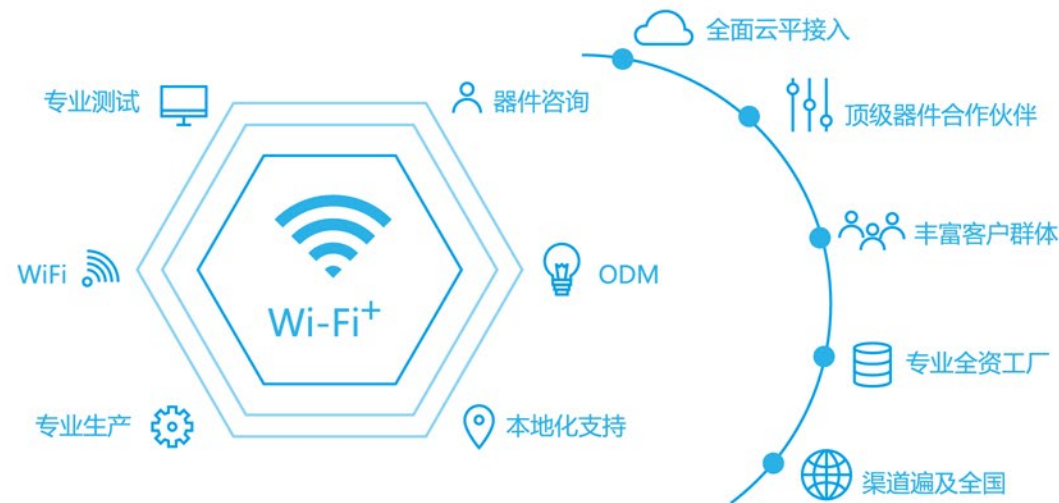 全面云平接入
专业测试
器件咨询
顶级器件合作伙伴
丰富客户群体
WiFi
ODM
Wi-Fi⁺
专业全资工厂
专业生产
本地化支持
渠道遍及全国